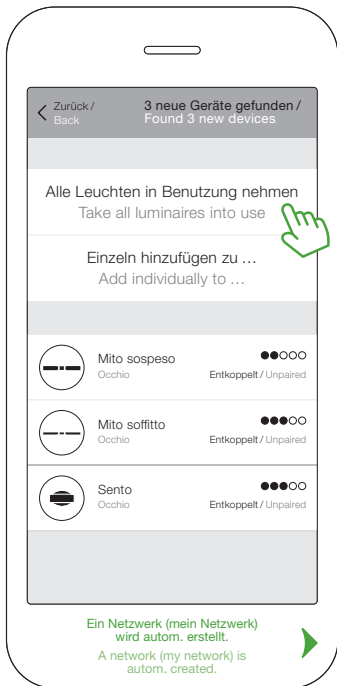 Zurück /
Back
3 neue Geräte gefunden /
Found 3 new devices
Alle Leuchten in Benutzung nehmen
Take all luminaires into use
Einzeln hinzufügen zu …
Add individually to …
Mito sospeso
Occhio
Entkoppelt / Unpaired
Mito soffitto
Occhio
Entkoppelt / Unpaired
Sento
Occhio
Entkoppelt / Unpaired
Ein Netzwerk (mein Netzwerk)
wird autom. erstellt.
A network (my network) is
autom. created.